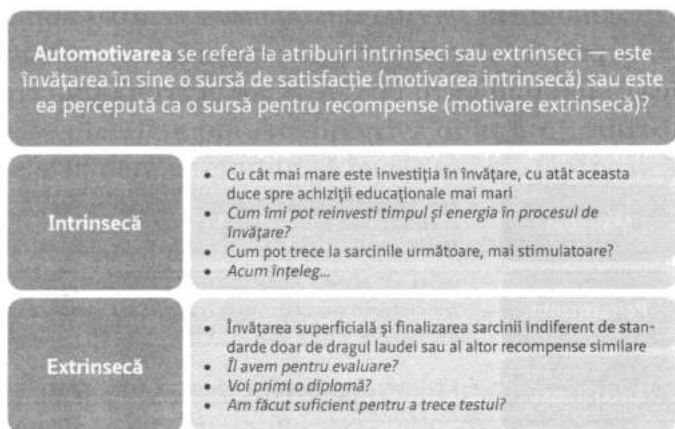 Automotivarea se referă la atribuiri intrinseci sau extrinseci — este
învățarea în sine o sursă de satisfacție (motivarea intrinsecă) sau este
ea percepută ca o sursă pentru recompense (motivare extrinsecă)?
Intrinsecă
• Cu cât mai mare este investiția în învățare, cu atât aceasta
duce spre achiziții educaționale mai mari
• Cum îmi pot reinvesti timpul și energia în procesul de
învățare?
• Cum pot trece la sarcinile următoare, mai stimulatoare?
• Acum înțeleg...
Extrinsecă
• Învățarea superficială și finalizarea sarcinii indiferent de stan-
darde doar de dragul laudei sau al altor recompense similare
• Îl avem pentru evaluare?
• Voi primi o diplomă?
• Am făcut suficient pentru a trece testul?